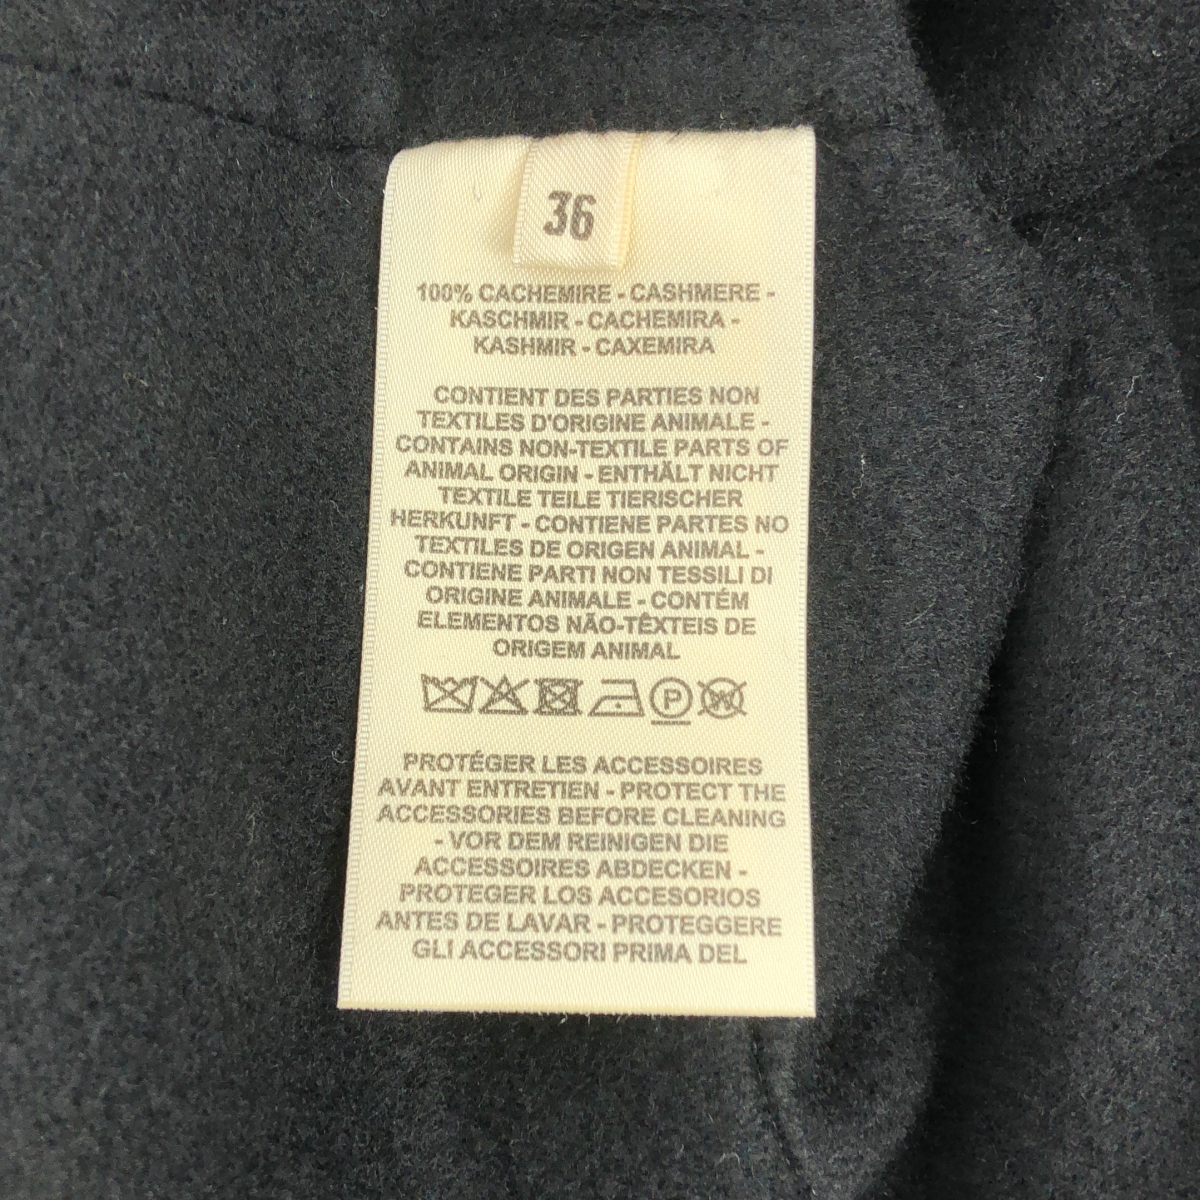 36
100% CACHEMIRE - CASHMERE -
KASCHMIR - CACHEMIRA -
KASHMIR - CAXEMIRA
CONTIENT DES PARTIES NON
TEXTILES D'ORIGINE ANIMALE -
CONTAINS NON-TEXTILE PARTS OF
ANIMAL ORIGIN - ENTHÄLT NICHT
TEXTILE TEILE TIERISCHER
HERKUNFT - CONTIENE PARTES NO
TEXTILES DE ORIGEN ANIMAL -
CONTIENE PARTI NON TESSILI DI
ORIGINE ANIMALE - CONTÉM
ELEMENTOS NÃO-TÊXTEIS DE
ORIGEM ANIMAL
P W
PROTÉGER LES ACCESSOIRES
AVANT ENTRETIEN - PROTECT THE
ACCESSORIES BEFORE CLEANING
- VOR DEM REINIGEN DIE
ACCESSOIRES ABDECKEN -
PROTEGER LOS ACCESORIOS
ANTES DE LAVAR - PROTEGGERE
GLI ACCESSORI PRIMA DEL